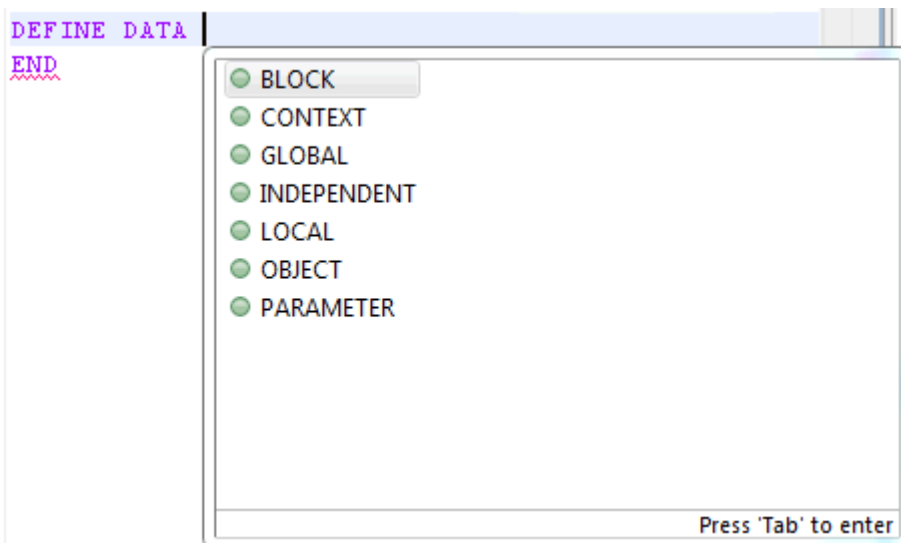 DEFINE DATA
END
BLOCK
CONTEXT
GLOBAL
INDEPENDENT
LOCAL
OBJECT
PARAMETER
Press 'Tab' to enter